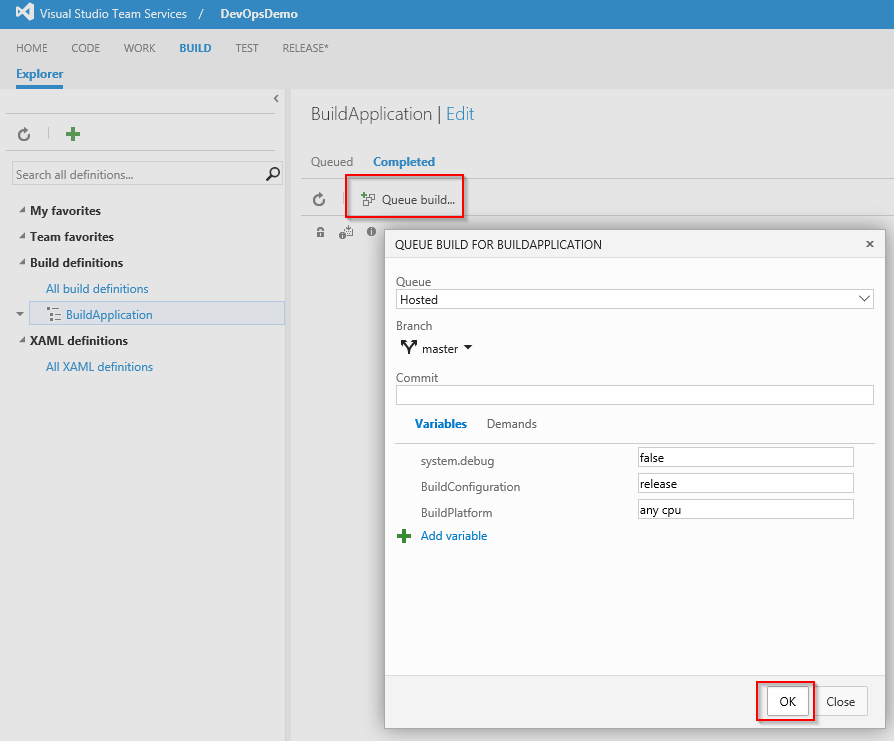 Visual Studio Team Services / DevOpsDemo
HOME CODE WORK BUILD TEST RELEASE*
Explorer
Search all definitions...
My favorites
Team favorites
Build definitions
All build definitions
BuildApplication
XAML definitions
All XAML definitions
BuildApplication | Edit
Queued Completed
Queue build...
QUEUE BUILD FOR BUILDAPPLICATION
Queue
Hosted
Branch
master
Commit
Variables Demands
system.debug false
BuildConfiguration release
BuildPlatform any cpu
Add variable
OK Close